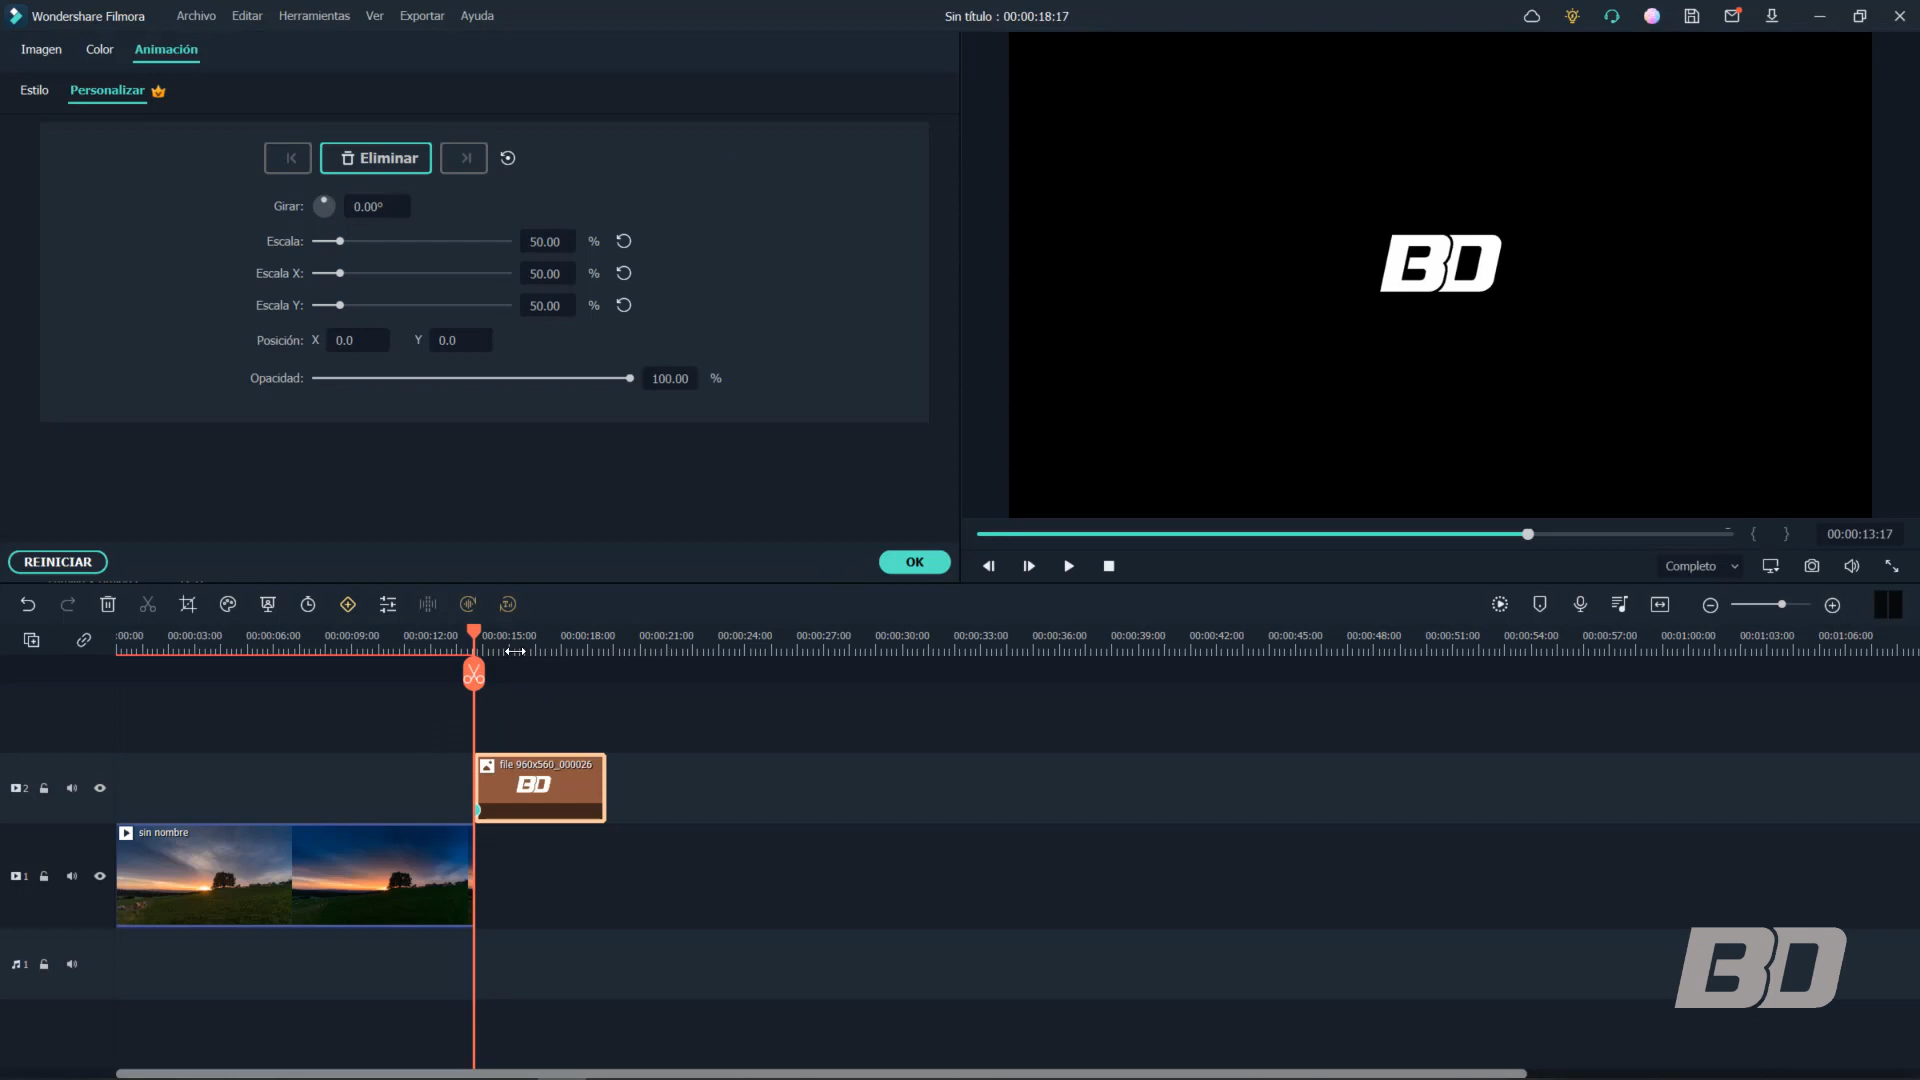 Wondershare Filmora Archivo Editar Herramientas Ver Exportar Ayuda Sin título : 00:00:18:17
Imagen Color Animación
Estilo Personalizar
Eliminar
Girar: 0.00º
Escala: 50.00 %
Escala X: 50.00 %
Escala Y: 50.00 %
Posición: X 0.0 Y 0.0
Opacidad: 100.00 %
REINICIAR OK
BD
{ } 00:00:13:17
Completo
:00:00 00:00:03:00 00:00:06:00 00:00:09:00 00:00:12:00 00:00:15:00 00:00:18:00 00:00:21:00 00:00:24:00 00:00:27:00 00:00:30:00 00:00:33:00 00:00:36:00 00:00:39:00 00:00:42:00 00:00:45:00 00:00:48:00 00:00:51:00 00:00:54:00 00:00:57:00 00:01:00:00 00:01:03:00 00:01:06:00
file 960x560_000026
BD
2
sin nombre
1
1
BD